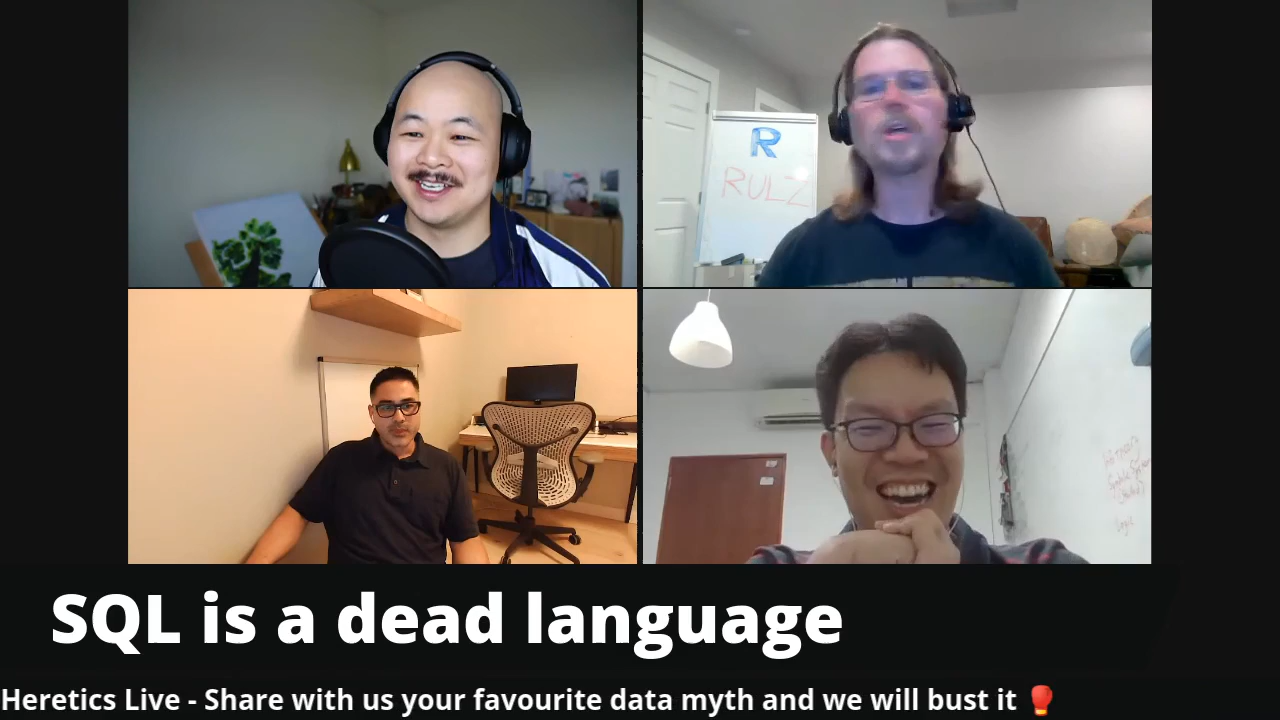 R
RULZ
SQL is a dead language
Heretics Live - Share with us your favourite data myth and we will bust it 🥊